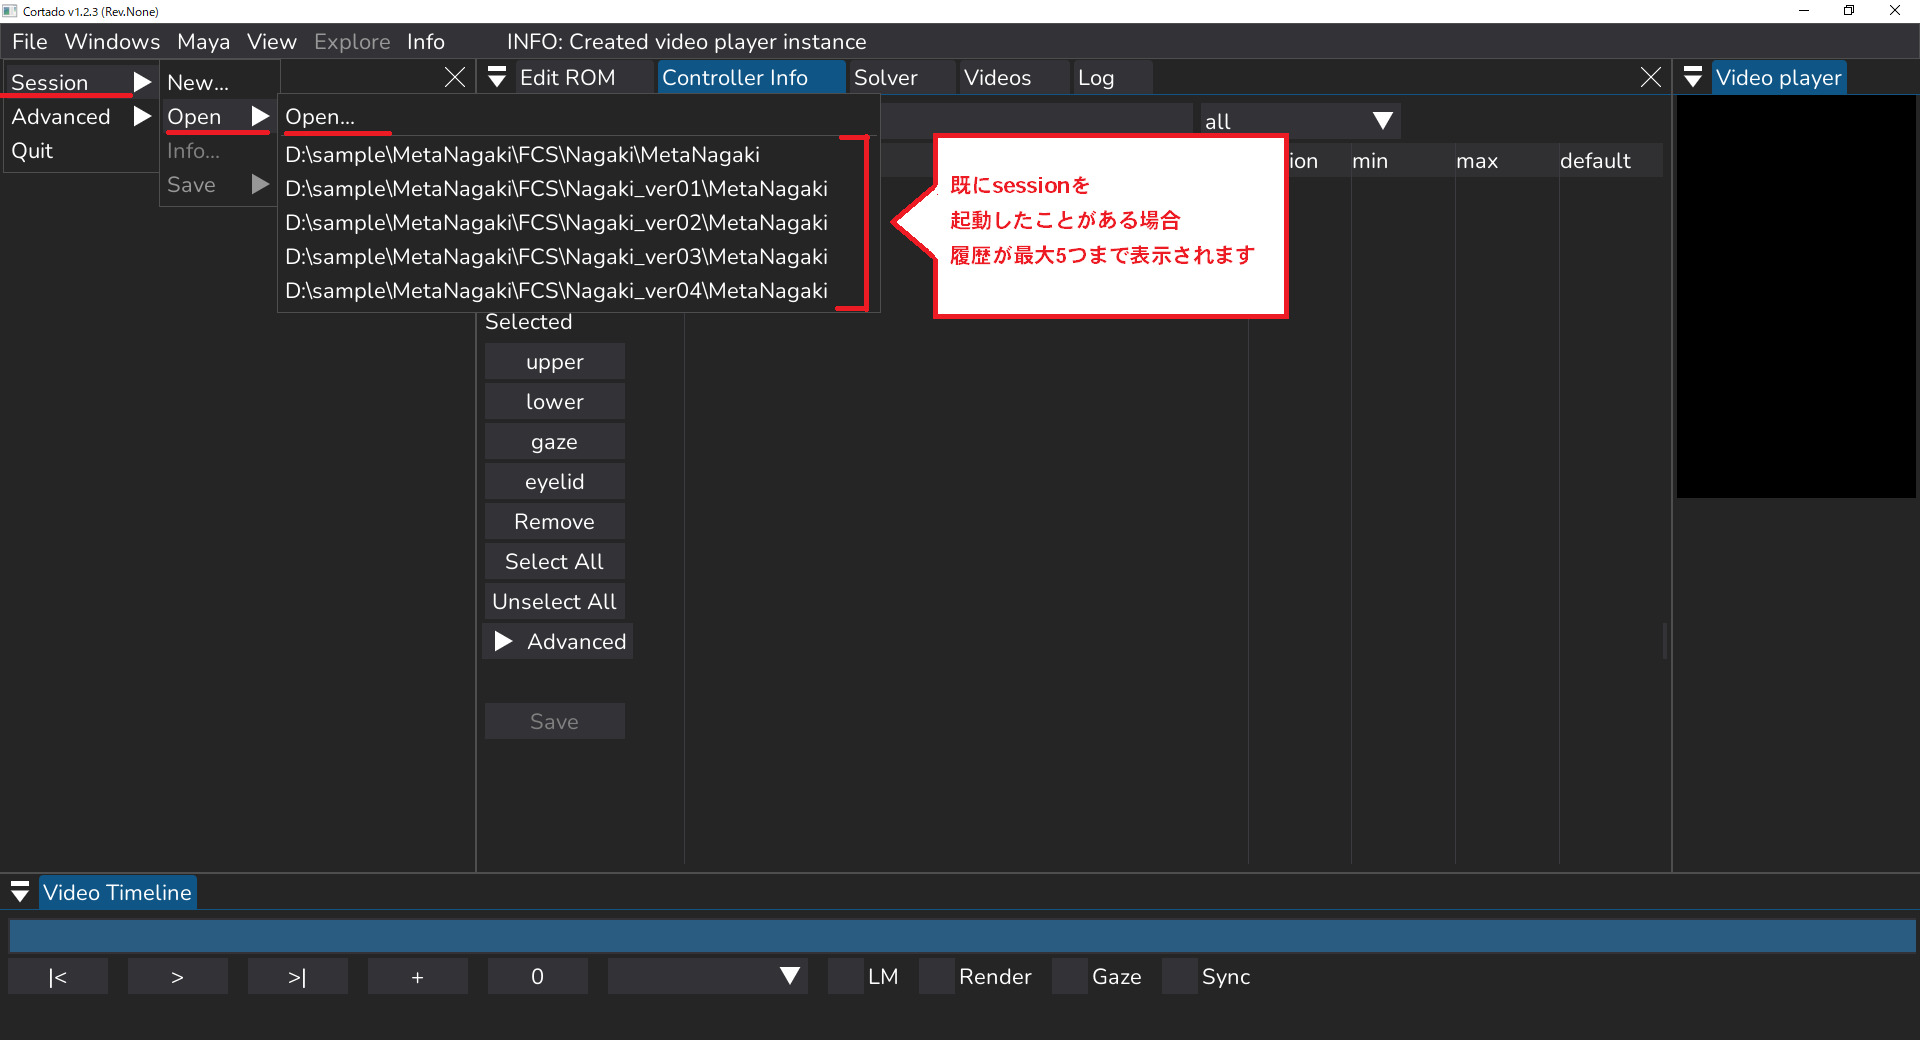 Cortado v1.2.3 (Rev.None)
File Windows Maya View Explore Info INFO: Created video player instance
Session
Advanced
Quit
New...
Open
Info...
Save
Open...
D:\sample\MetaNagaki\FCS\Nagaki\MetaNagaki
D:\sample\MetaNagaki\FCS\Nagaki_ver01\MetaNagaki
D:\sample\MetaNagaki\FCS\Nagaki_ver02\MetaNagaki
D:\sample\MetaNagaki\FCS\Nagaki_ver03\MetaNagaki
D:\sample\MetaNagaki\FCS\Nagaki_ver04\MetaNagaki
Edit ROM Controller Info Solver Videos Log
all
ion min max default
既にsessionを
起動したことがある場合
履歴が最大5つまで表示されます
Selected
upper
lower
gaze
eyelid
Remove
Select All
Unselect All
Advanced
Save
Video player
Video Timeline
|< > >| + 0 LM Render Gaze Sync